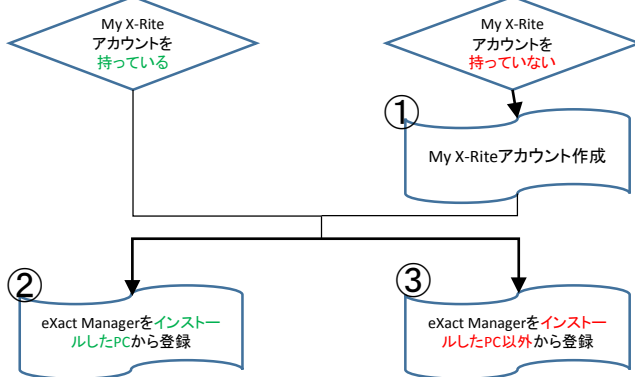 My X-Rite
アカウントを
持っている
My X-Rite
アカウントを
持っていない
①
My X-Riteアカウント作成
②
eXact Managerをインストー
ルしたPCから登録
③
eXact Managerをインストー
ルしたPC以外から登録